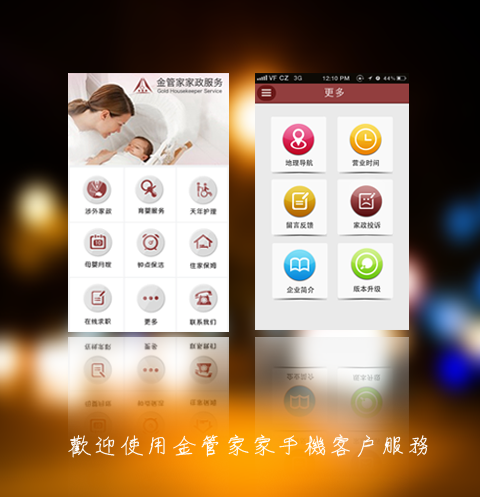 金管家家政服务
Gold Housekeeper Service
涉外家政 育婴服务 天年护理
母婴月嫂 钟点保洁 住家保姆
在线求职 更多 联系我们
VF CZ 3G 12:10 PM 44%
更多
地理导航 营业时间
留言反馈 家政投诉
企业简介 版本升级
歡迎使用金管家家手機客户服務